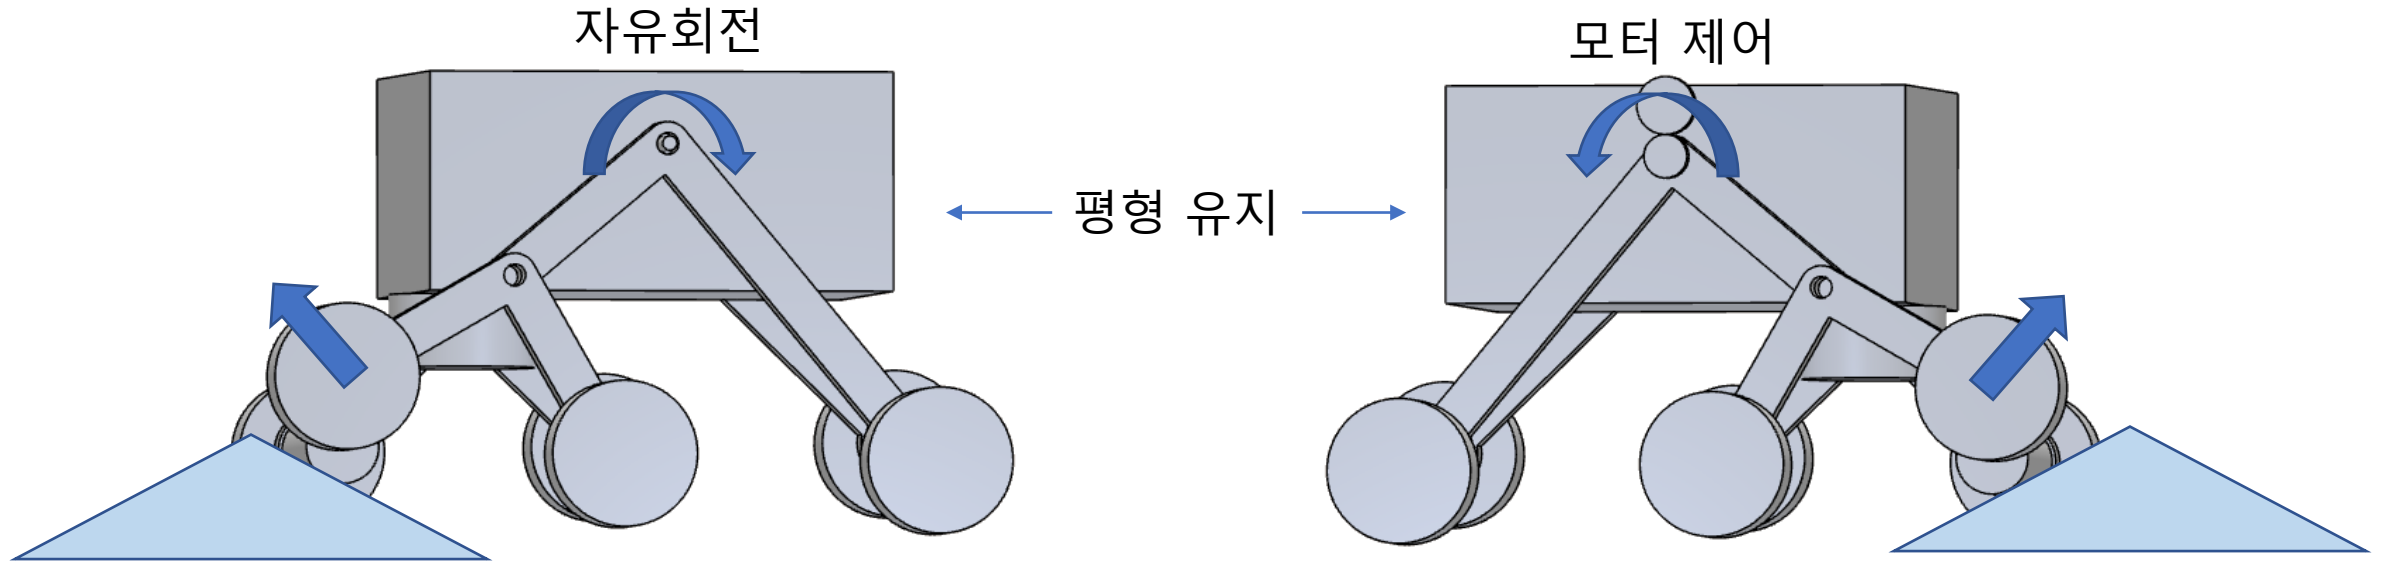 자유회전
모터 제어
평형 유지